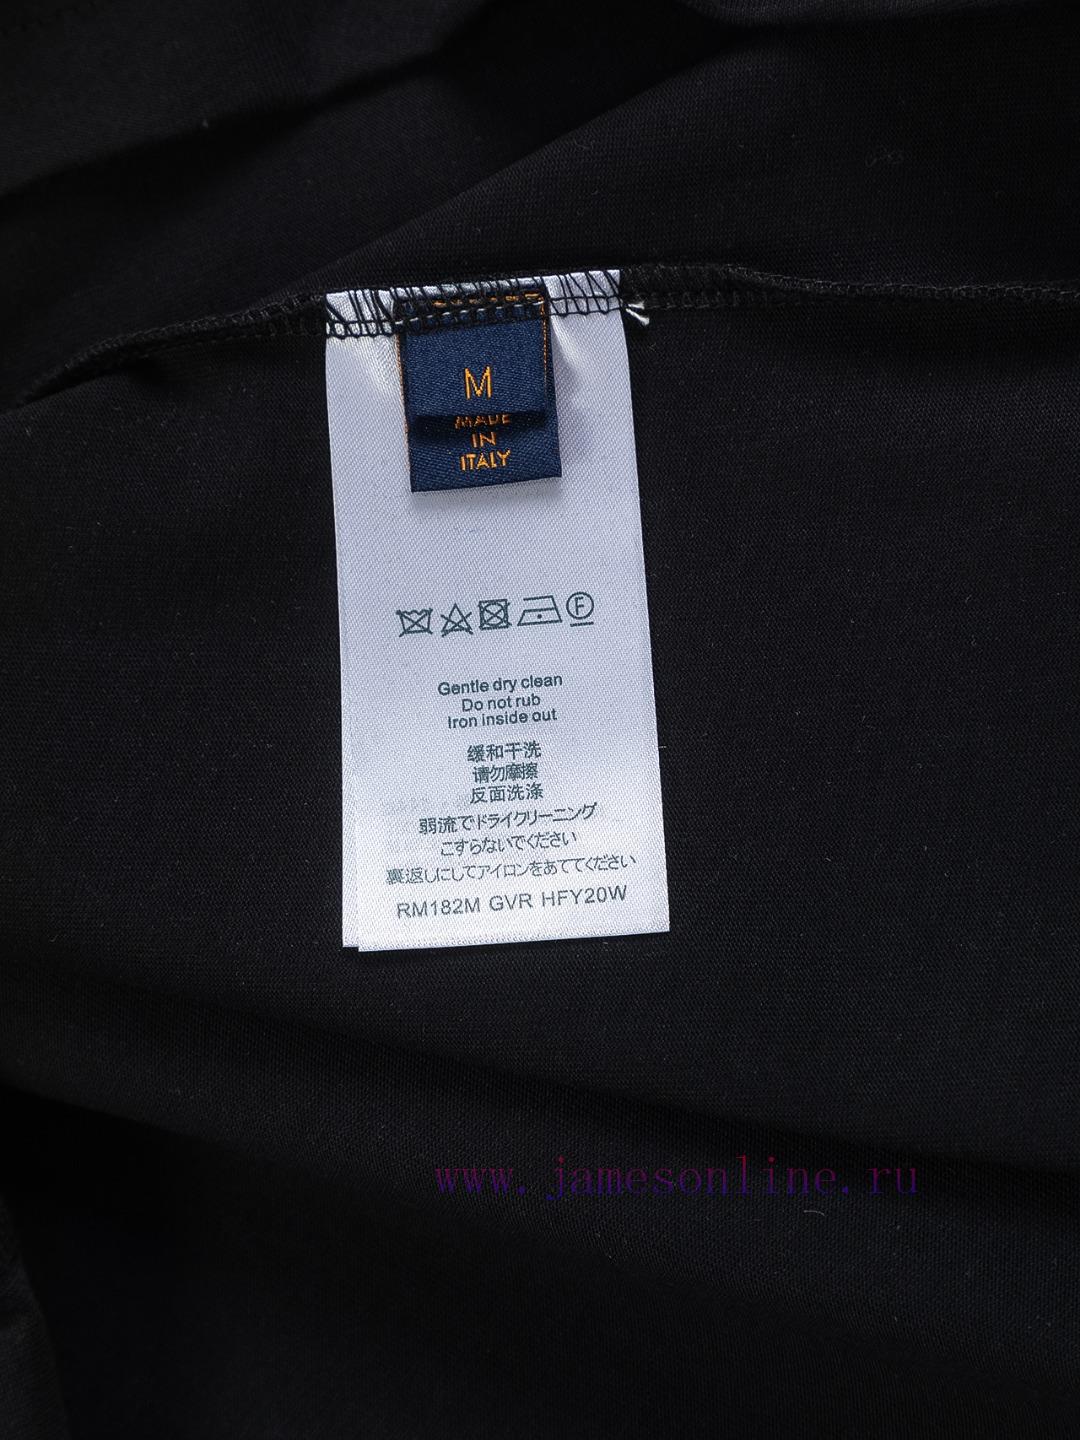 M
MADE
IN
ITALY
F
Gentle dry clean
Do not rub
Iron inside out
缓和干洗
请勿摩擦
反面洗涤
弱流でドライクリーニング
こすらないでください
裏返しにしてアイロンをあててください
RM182M GVR HFY20W
www.jamesonline.ru